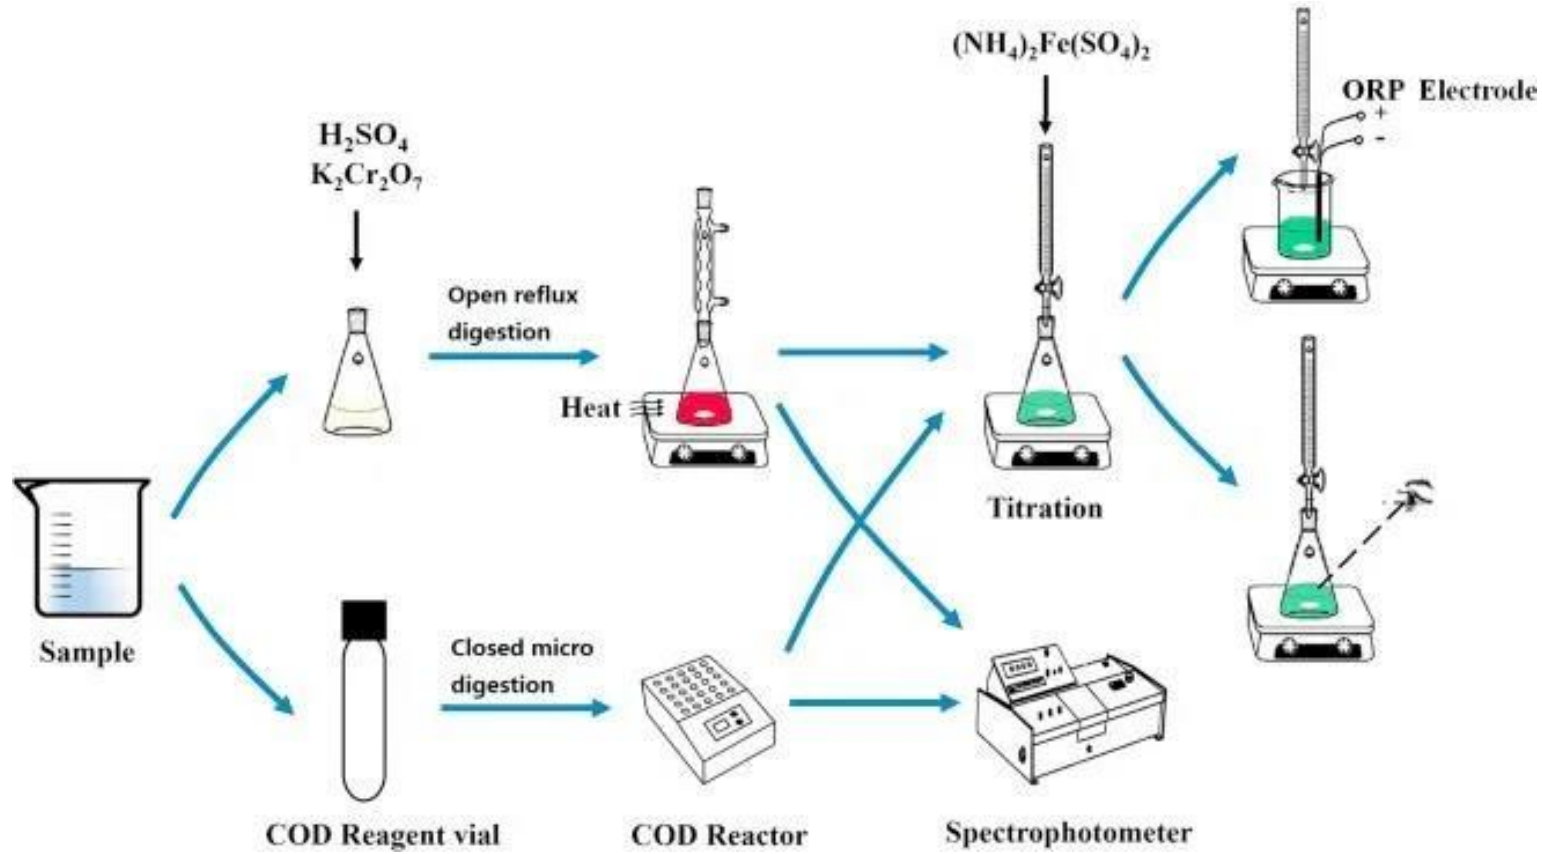 (NH₄)₂Fe(SO₄)₂
ORP Electrode
+
-
H₂SO₄
K₂Cr₂O₇
Open reflux
digestion
Heat
Titration
Sample
Closed micro
digestion
COD Reagent vial
COD Reactor
Spectrophotometer